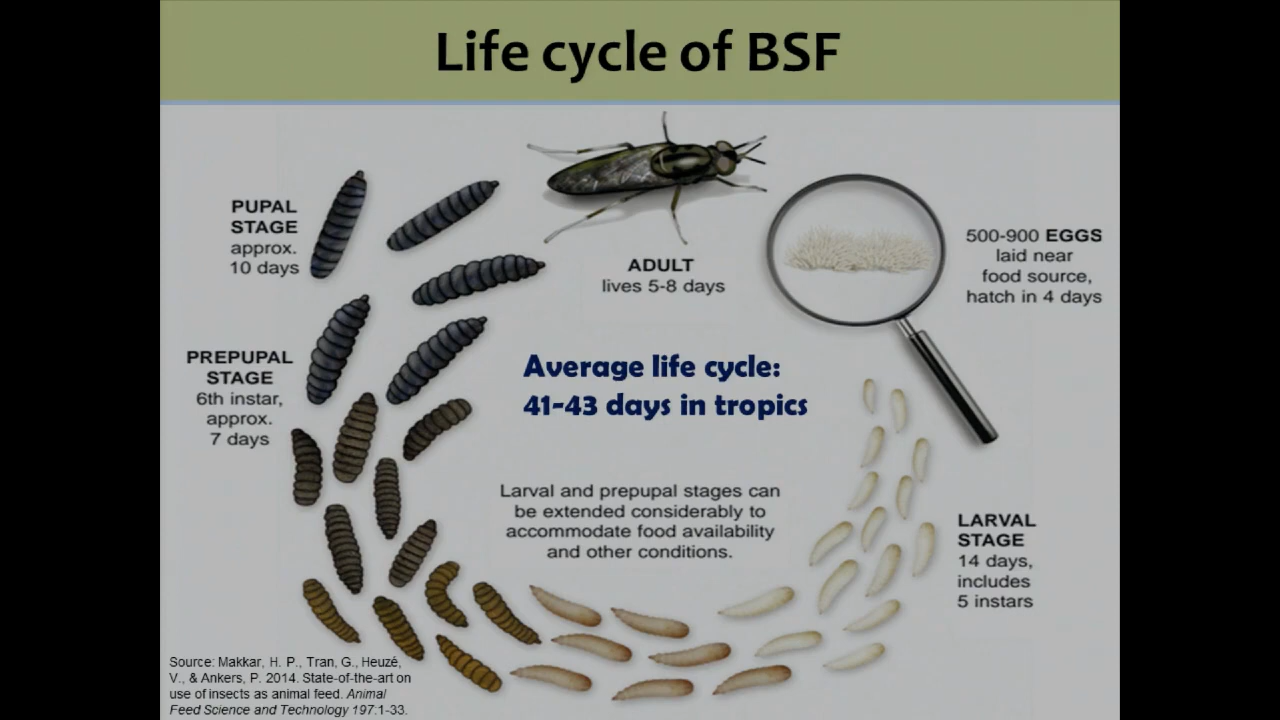 Life cycle of BSF
PUPAL
STAGE
approx.
10 days
ADULT
lives 5-8 days
500-900 EGGS
laid near
food source,
hatch in 4 days
PREPUPAL
STAGE
6th instar,
approx.
7 days
Average life cycle:
41-43 days in tropics
Larval and prepupal stages can
be extended considerably to
accommodate food availability
and other conditions.
LARVAL
STAGE
14 days,
includes
5 instars
Source: Makkar, H. P., Tran, G., Heuzé,
V., & Ankers, P. 2014. State-of-the-art on
use of insects as animal feed. Animal
Feed Science and Technology 197:1-33.